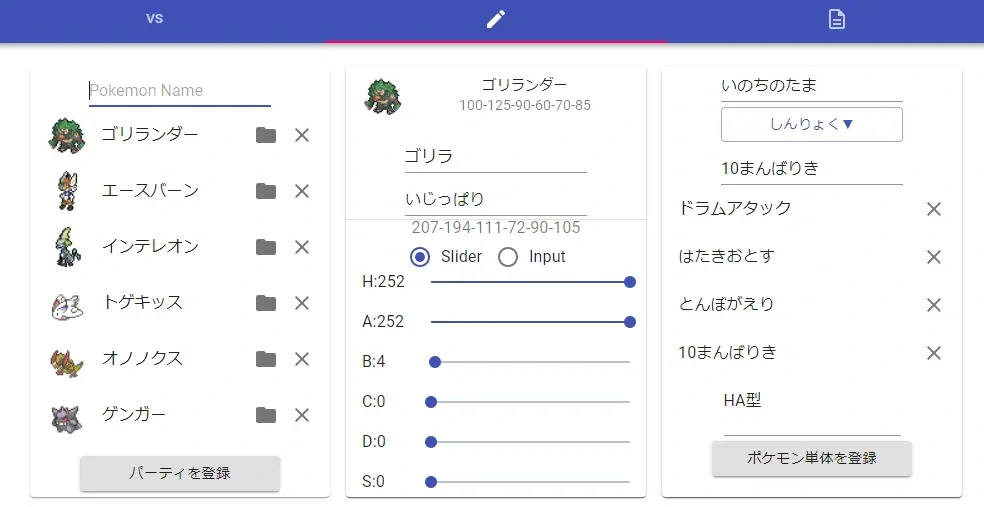 VS
Pokemon Name
ゴリランダー
エースバーン
インテレオン
トゲキッス
オノノクス
ゲンガー
パーティを登録
ゴリランダー
100-125-90-60-70-85
ゴリラ
いじっぱり
207-194-111-72-90-105
Slider Input
H:252
A:252
B:4
C:0
D:0
S:0
いのちのたま
しんりょく▼
10まんばりき
ドラムアタック
はたきおとす
とんぼがえり
10まんばりき
HA型
ポケモン単体を登録